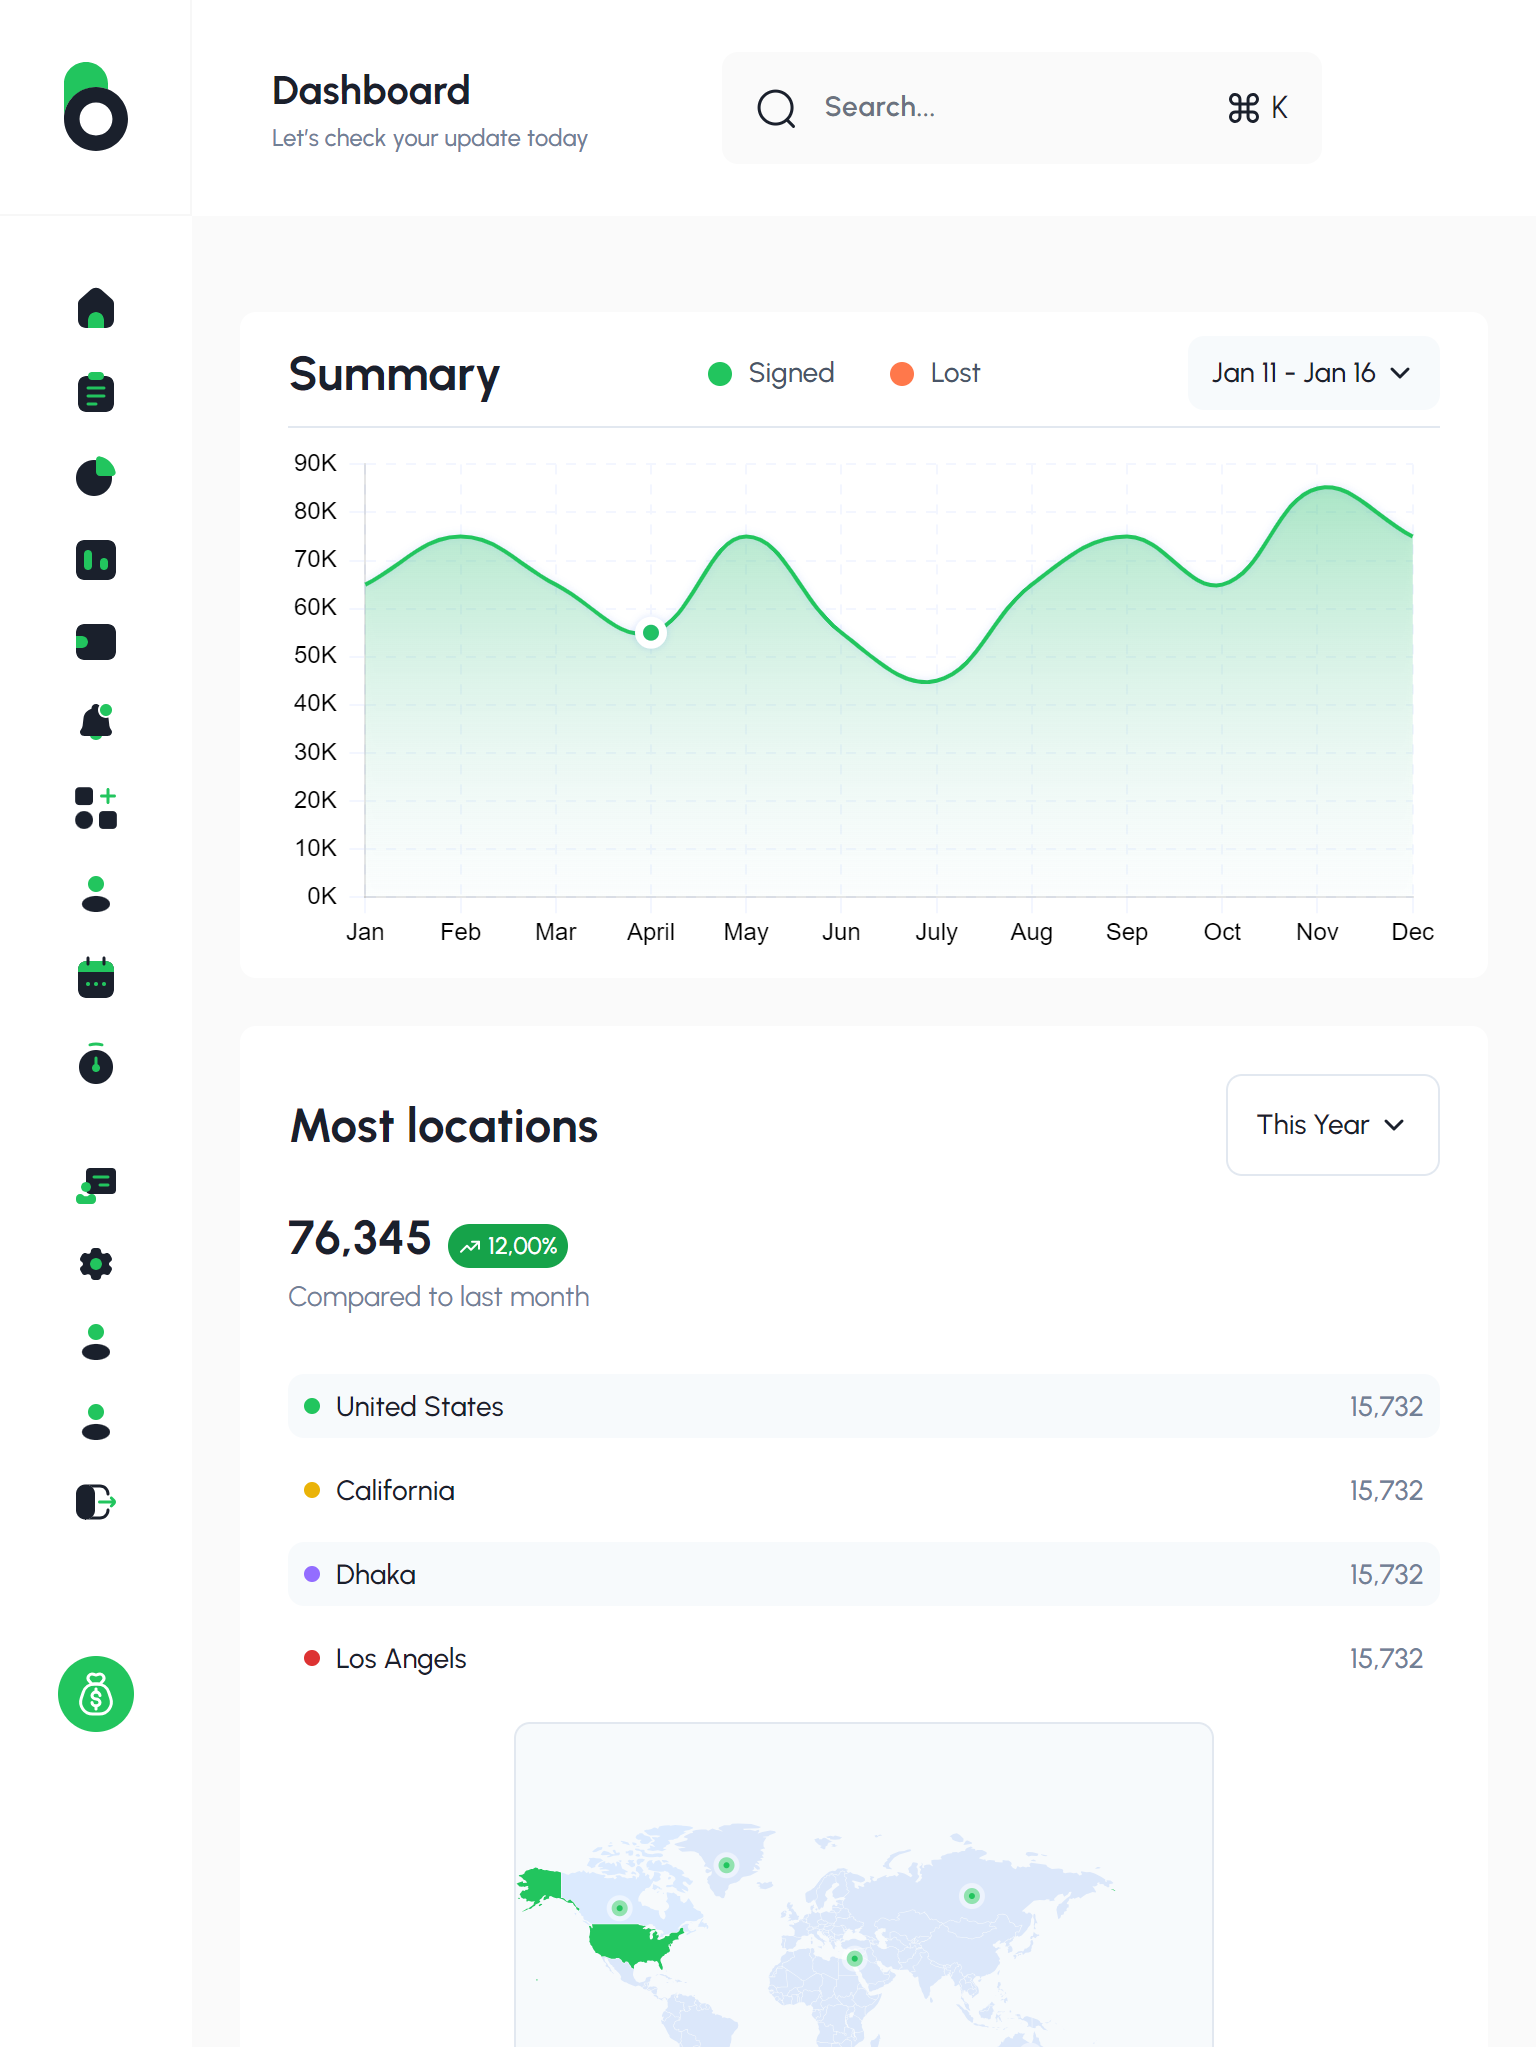 Dashboard
Let's check your update today
Search...
⌘ K
Summary
Signed
Lost
Jan 11 - Jan 16
90K
80K
70K
60K
50K
40K
30K
20K
10K
0K
Jan Feb Mar April May Jun July Aug Sep Oct Nov Dec
Most locations
This Year
76,345
12,00%
Compared to last month
United States 15,732
California 15,732
Dhaka 15,732
Los Angels 15,732